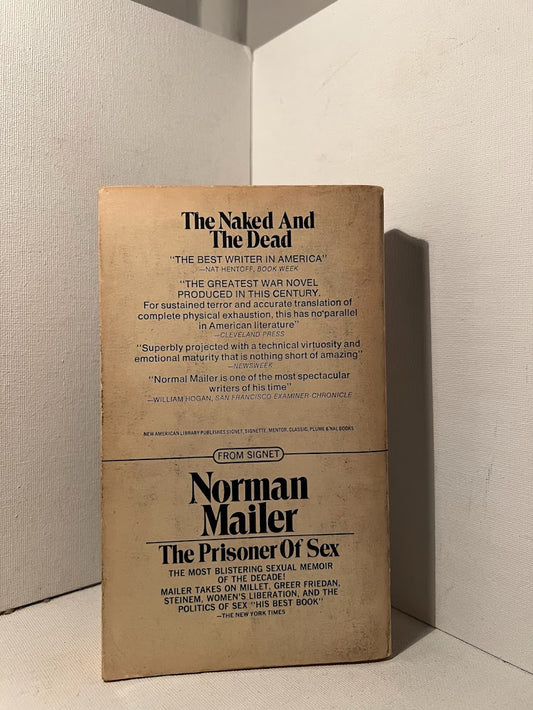 The Naked And
The Dead
"THE BEST WRITER IN AMERICA"
—NAT HENTOFF, BOOK WEEK
"THE GREATEST WAR NOVEL
PRODUCED IN THIS CENTURY.
For sustained terror and accurate translation of
complete physical exhaustion, this has no parallel
in American literature"
—CLEVELAND PRESS
"Superbly projected with a technical virtuosity and
emotional maturity that is nothing short of amazing"
—NEWSWEEK
"Normal Mailer is one of the most spectacular
writers of his time"
—WILLIAM HOGAN, SAN FRANCISCO EXAMINER-CHRONICLE
NEW AMERICAN LIBRARY PUBLISHES SIGNET, SIGNETTE, MENTOR, CLASSIC, PLUME & NAL BOOKS
FROM SIGNET
Norman
Mailer
The Prisoner Of Sex
THE MOST BLISTERING SEXUAL MEMOIR
OF THE DECADE!
MAILER TAKES ON MILLET, GREER FRIEDAN,
STEINEM, WOMEN'S LIBERATION, AND THE
POLITICS OF SEX "HIS BEST BOOK"
—THE NEW YORK TIMES